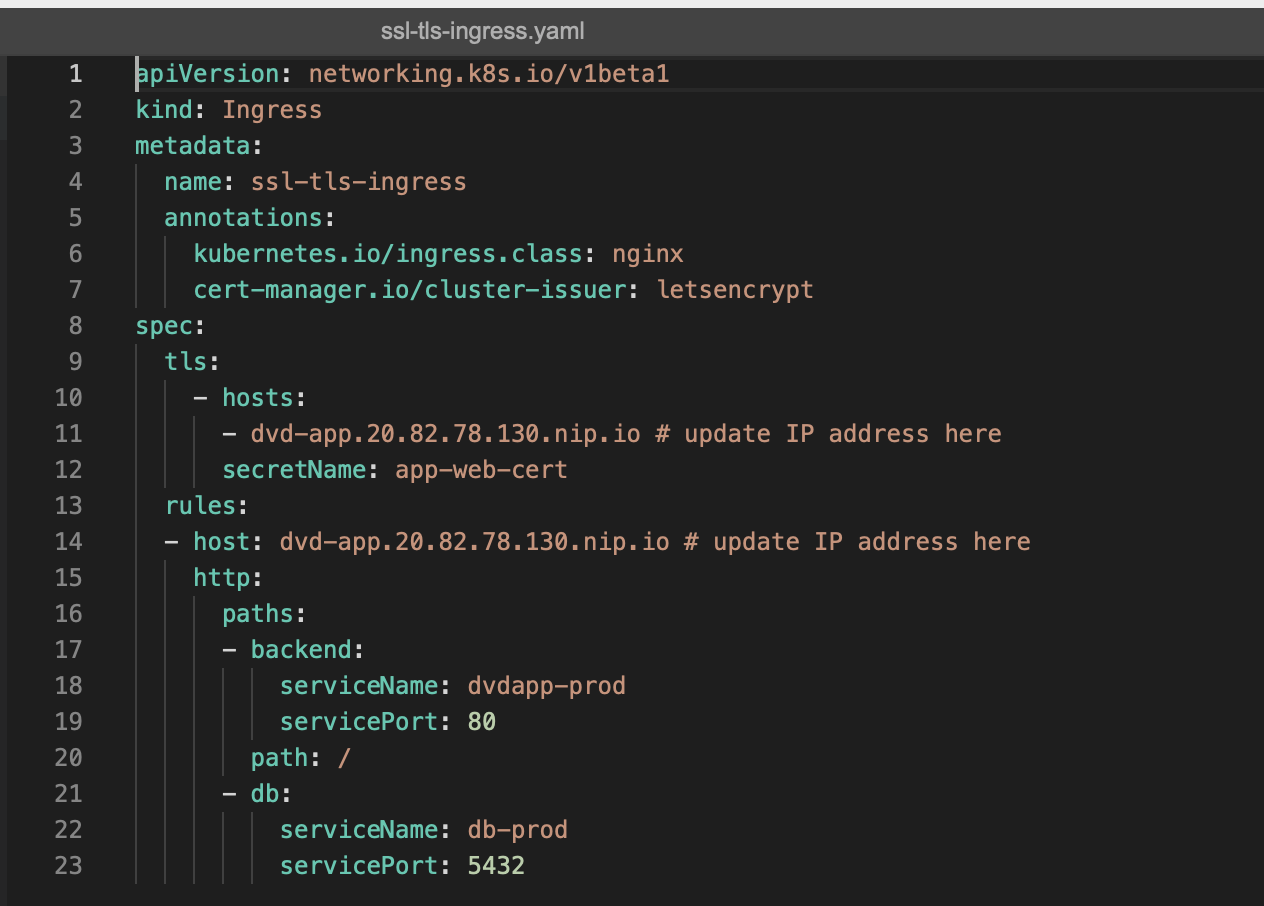 ssl-tls-ingress.yaml
1 apiVersion: networking.k8s.io/v1beta1
2 kind: Ingress
3 metadata:
4   name: ssl-tls-ingress
5   annotations:
6     kubernetes.io/ingress.class: nginx
7     cert-manager.io/cluster-issuer: letsencrypt
8 spec:
9   tls:
10     - hosts:
11       - dvd-app.20.82.78.130.nip.io # update IP address here
12       secretName: app-web-cert
13   rules:
14   - host: dvd-app.20.82.78.130.nip.io # update IP address here
15     http:
16       paths:
17       - backend:
18           serviceName: dvdapp-prod
19           servicePort: 80
20         path: /
21       - db:
22           serviceName: db-prod
23           servicePort: 5432